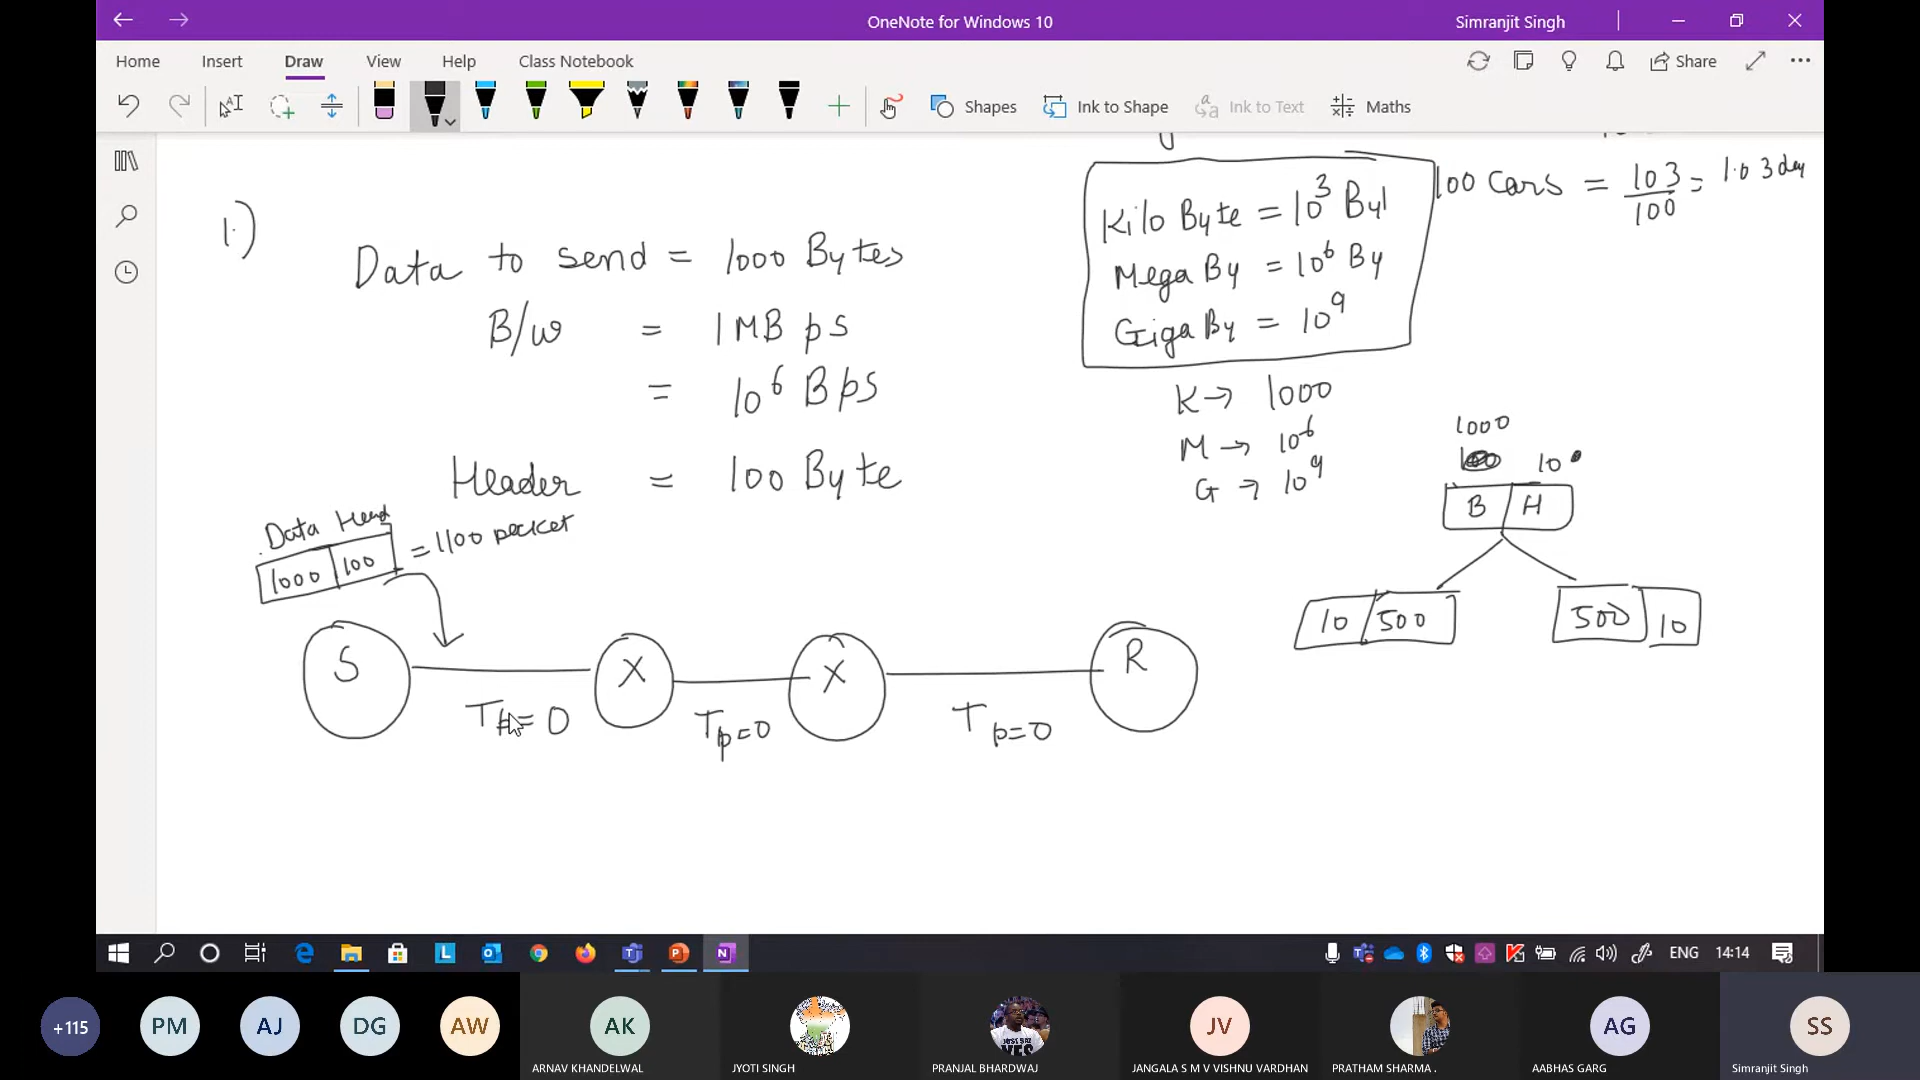 OneNote for Windows 10
Simranjit Singh
Home Insert Draw View Help Class Notebook
Share
Shapes Ink to Shape Ink to Text Maths
1.)
Data to send = 1000 Bytes
B/w = 1 MB ps
= 10^6 B ps
Header = 100 Byte
Kilo Byte = 10^3 Byt
Mega By = 10^6 By
Giga By = 10^9
100 Cars = 103/100 = 1.03 day
K → 1000
M → 10^6
G → 10^9
1000
10
B H
10 500
500 10
Data Head
1000 100 = 1100 packet
S X X R
T = 0 Tp=0 Tp=0
ENG 14:14
+115 PM AJ DG AW AK JV AG SS
ARNAV KHANDELWAL JYOTI SINGH PRANJAL BHARDWAJ JANGALA S M V VISHNU VARDHAN PRATHAM SHARMA . AABHAS GARG Simranjit Singh